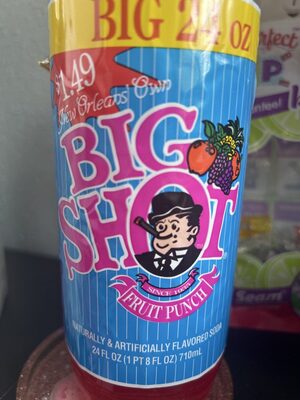 BIG 24 OZ
$1.49
New Orleans' Own
BIG
SHOT
SINCE 1935
FRUIT PUNCH
NATURALLY & ARTIFICIALLY FLAVORED SODA
24 FL OZ (1 PT 8 FL OZ) 710mL